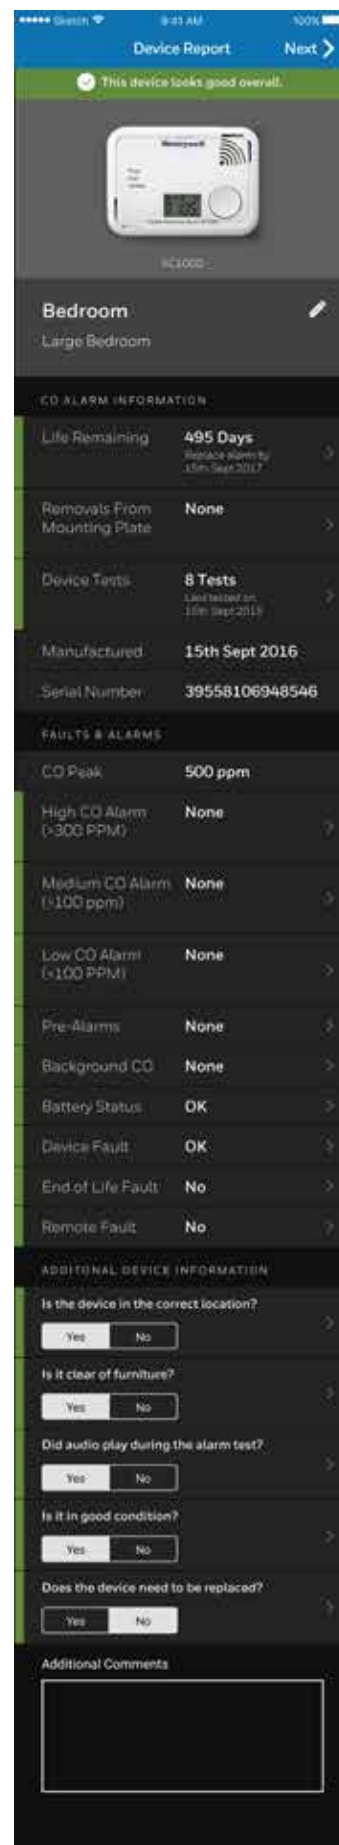 Sketch 9:41 AM 100%
Device Report Next
This device looks good overall.
Honeywell
XC100D
Bedroom
Large Bedroom
CO ALARM INFORMATION
Life Remaining 495 Days
Replace alarm by
15th Sept 2017
Removals From None
Mounting Plate
Device Tests 8 Tests
Last tested on
15th Sept 2015
Manufactured 15th Sept 2016
Serial Number 39558106948546
FAULTS & ALARMS
CO Peak 500 ppm
High CO Alarm None
(>300 PPM)
Medium CO Alarm None
(>100 ppm)
Low CO Alarm None
(<100 PPM)
Pre-Alarms None
Background CO None
Battery Status OK
Device Fault OK
End of Life Fault No
Remote Fault No
ADDITONAL DEVICE INFORMATION
Is the device in the correct location?
Yes No
Is it clear of furniture?
Yes No
Did audio play during the alarm test?
Yes No
Is it in good condition?
Yes No
Does the device need to be replaced?
Yes No
Additional Comments